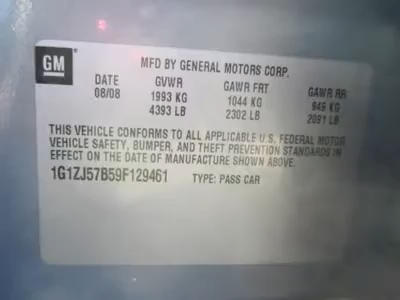 GM
MFD BY GENERAL MOTORS CORP.
DATE GVWR GAWR FRT GAWR RR
08/08 1993 KG 1044 KG 949 KG
4393 LB 2302 LB 2091 LB
THIS VEHICLE CONFORMS TO ALL APPLICABLE U.S. FEDERAL MOTOR
VEHICLE SAFETY, BUMPER, AND THEFT PREVENTION STANDARDS IN
EFFECT ON THE DATE OF MANUFACTURE SHOWN ABOVE.
1G1ZJ57B59F129461 TYPE: PASS CAR